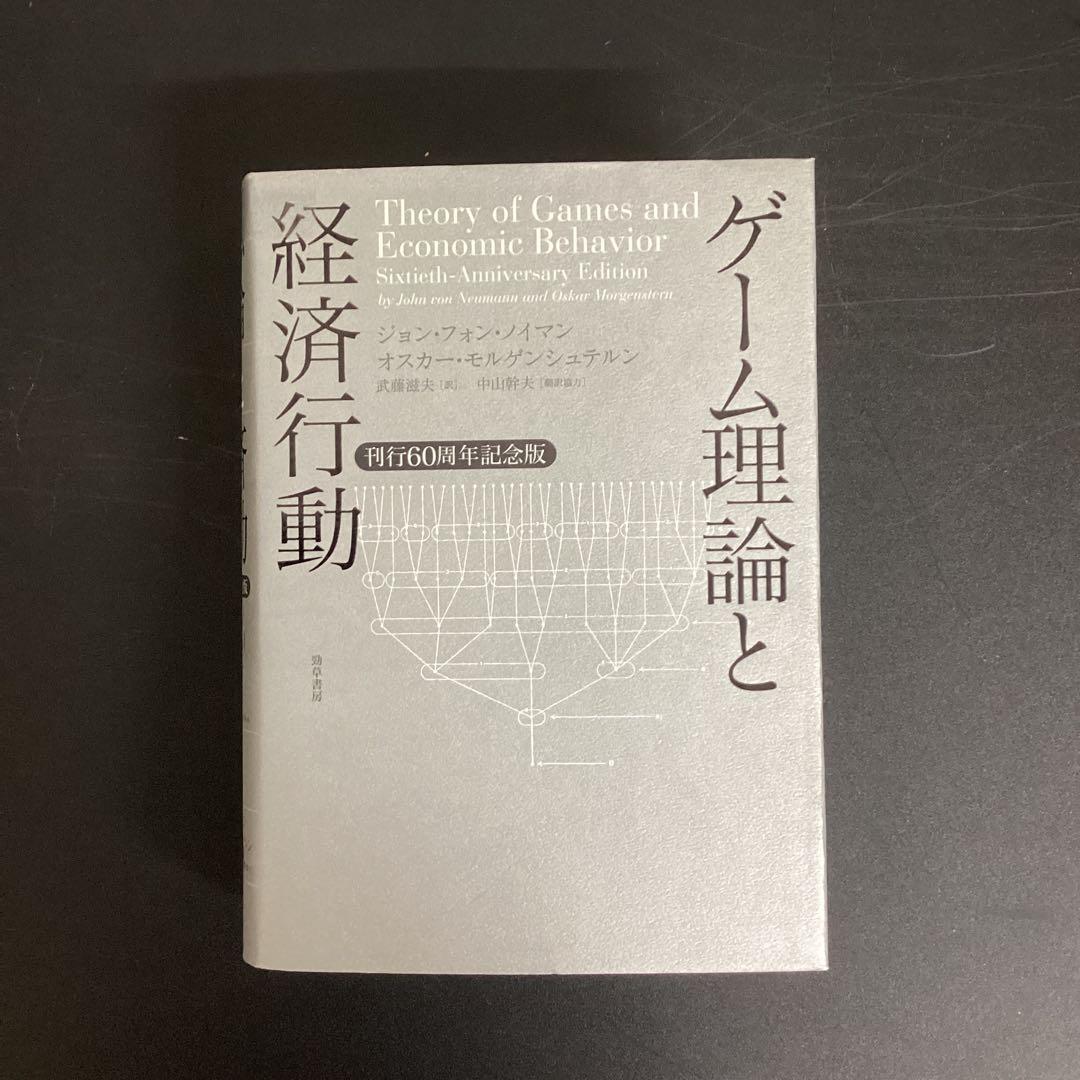 ゲーム理論と
経済行動
Theory of Games and
Economic Behavior
Sixtieth-Anniversary Edition
by John von Neumann and Oskar Morgenstern
ジョン・フォン・ノイマン
オスカー・モルゲンシュテルン
武藤滋夫[訳] 中山幹夫[翻訳協力]
刊行60周年記念版
勁草書房